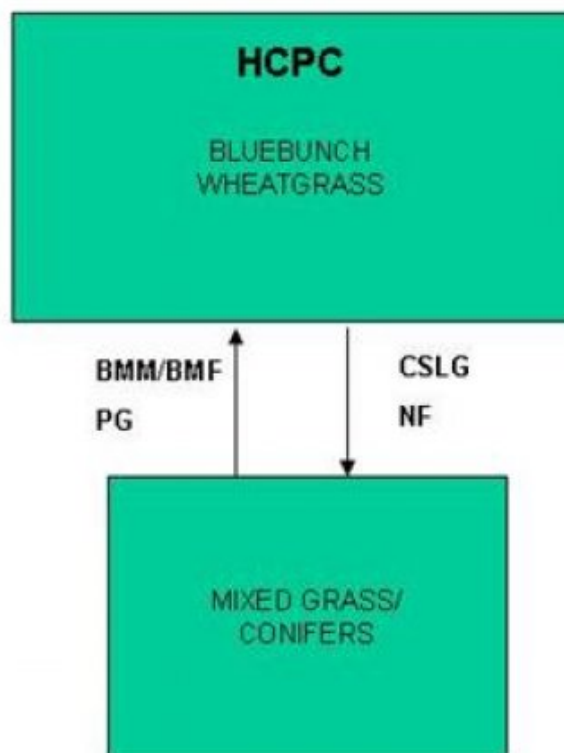 HCPC
BLUEBUNCH
WHEATGRASS
BMM/BMF
PG
CSLG
NF
MIXED GRASS/
CONIFERS